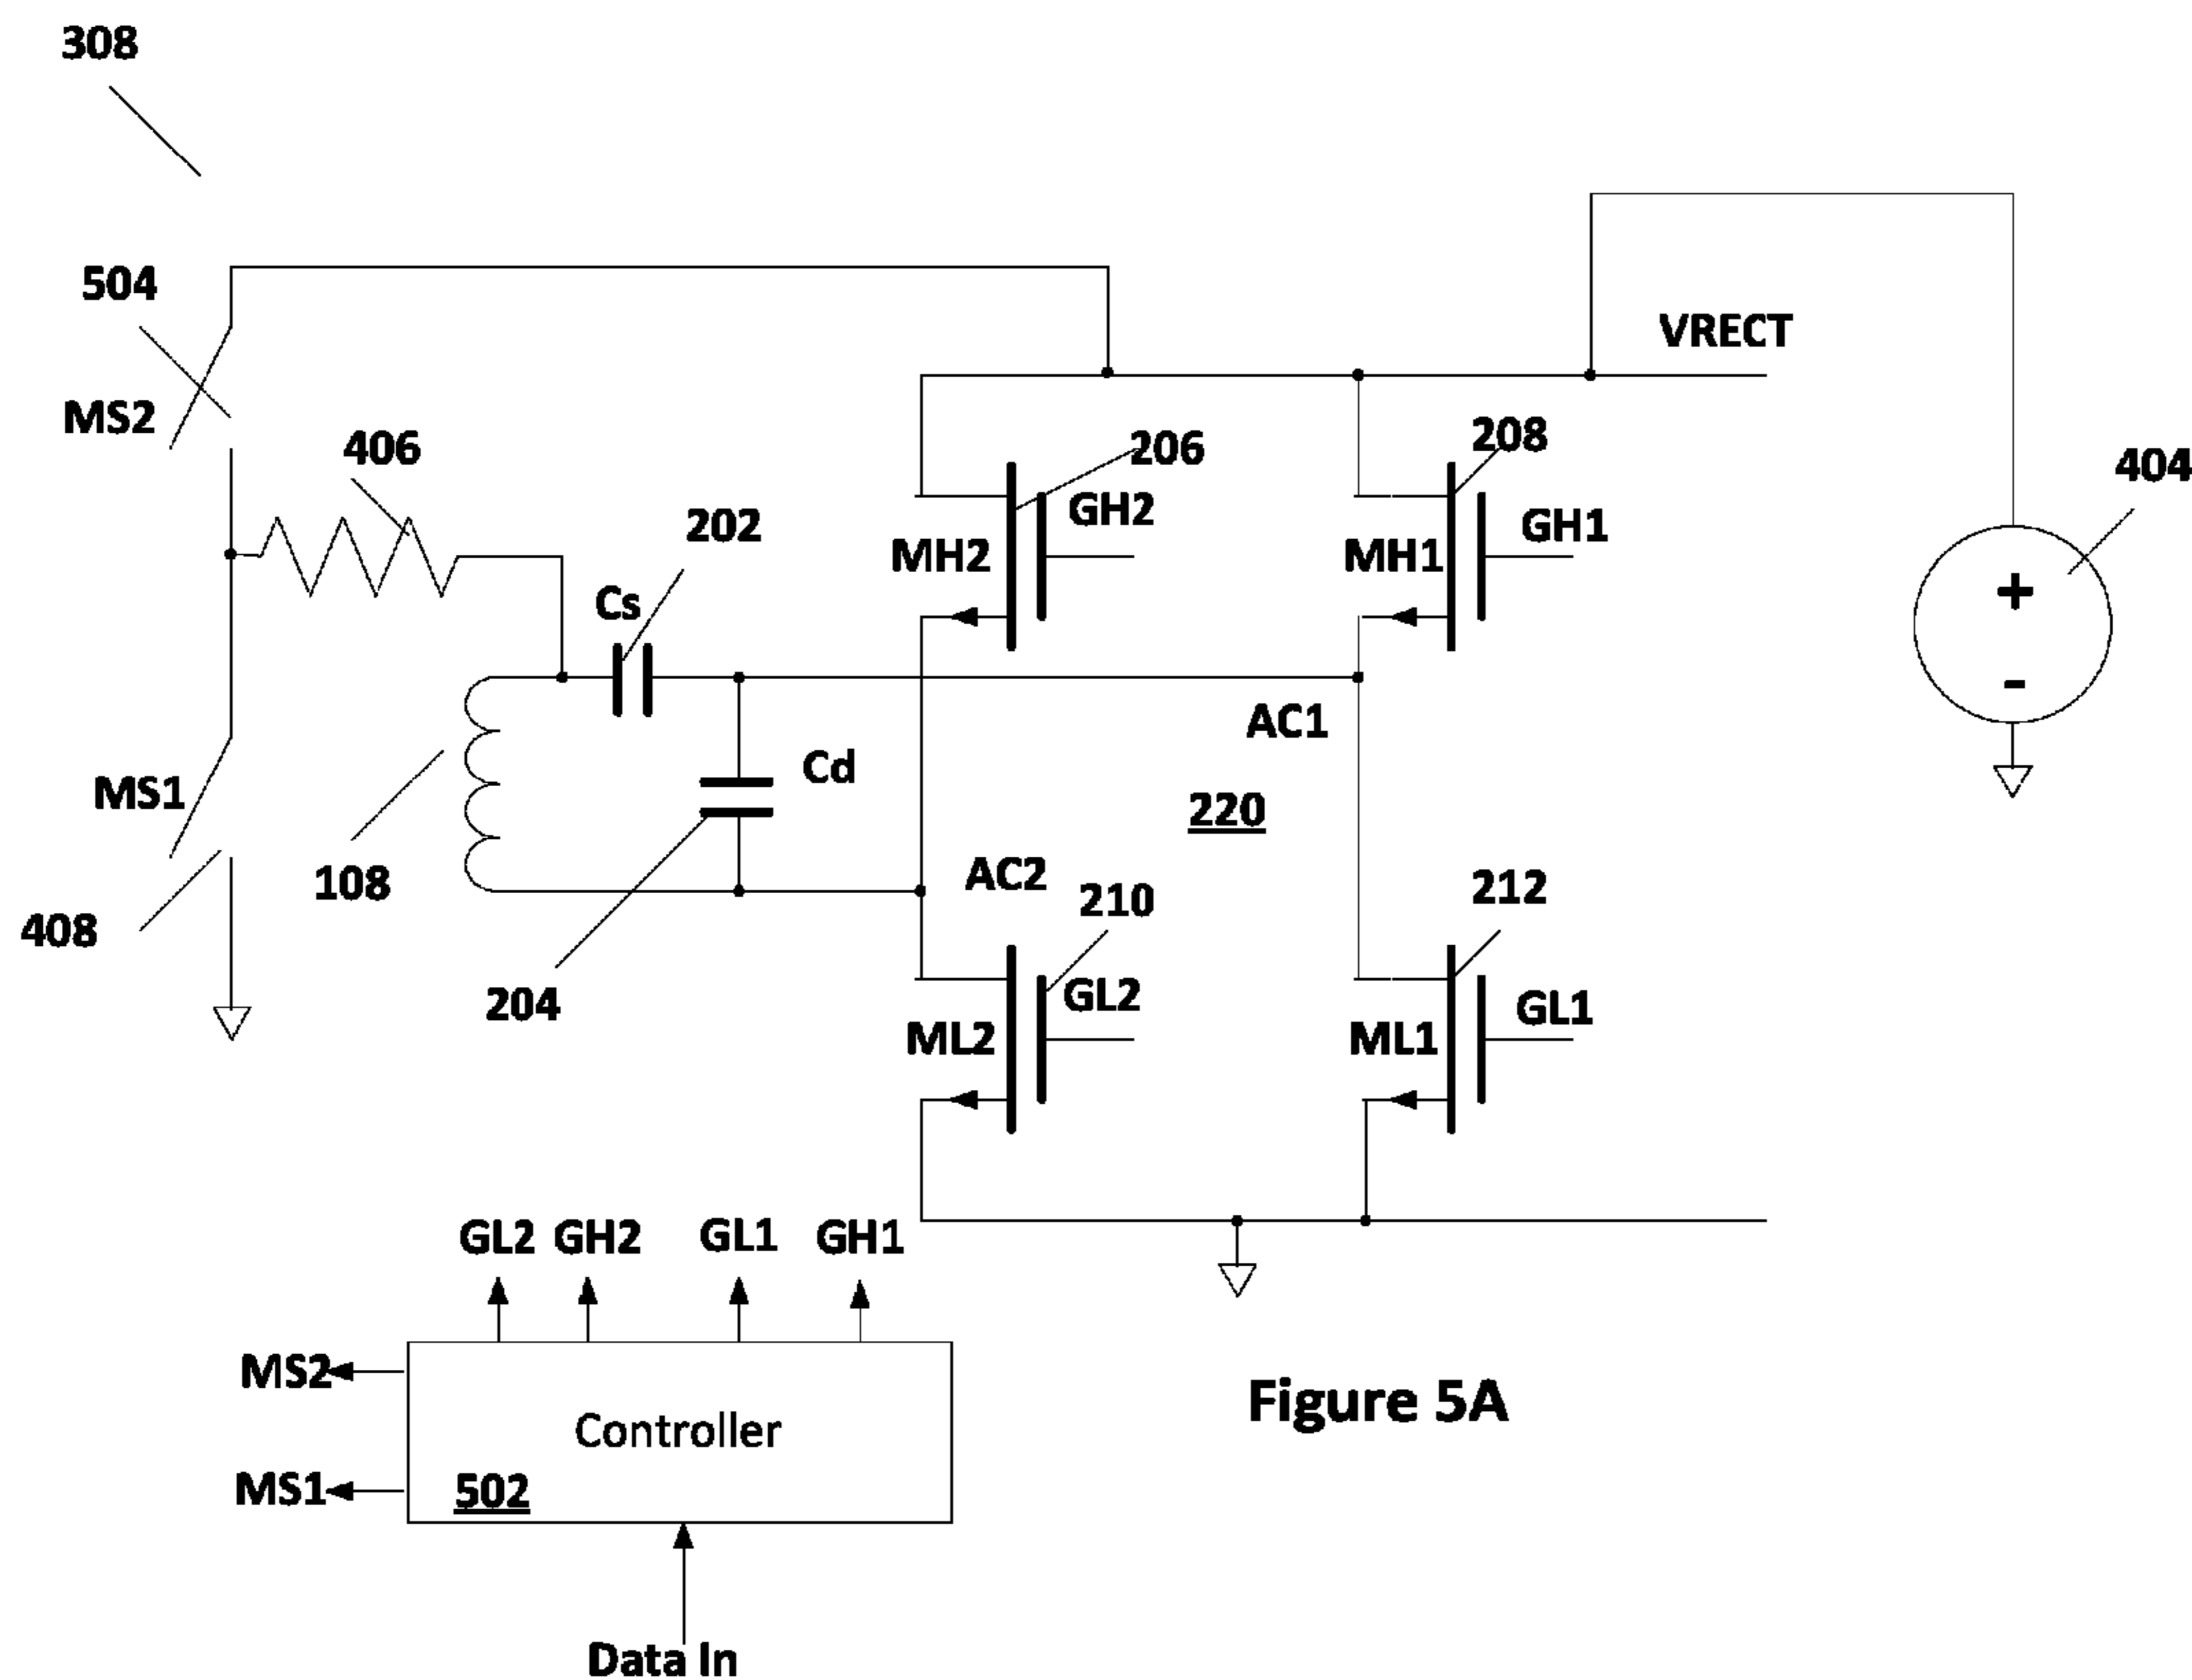 308
504
VRECT
MS2
406
206
208
404
202
GH2
GH1
MH2
MH1
Cs
+
-
AC1
MS1
Cd
220
108
AC2
210
212
408
204
GL2
GL1
ML2
ML1
GL2 GH2 GL1 GH1
MS2
Controller
Figure 5A
MS1
502
Data In